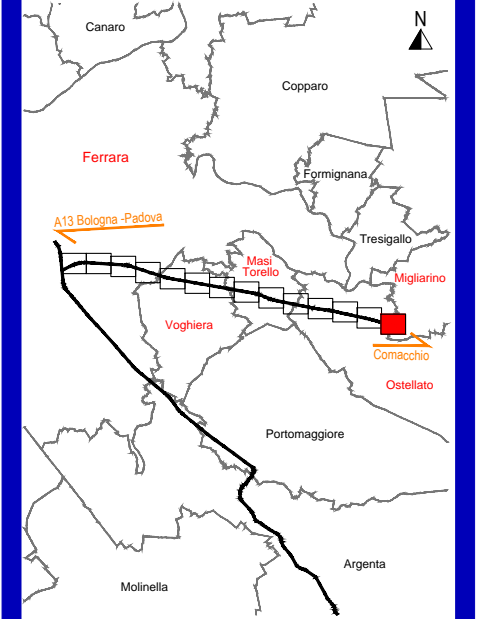 Canaro
N
Copparo
Ferrara
Formignana
A13 Bologna -Padova
Tresigallo
Masi
Torello
Migliarino
Voghiera
Comacchio
Ostellato
Portomaggiore
Argenta
Molinella